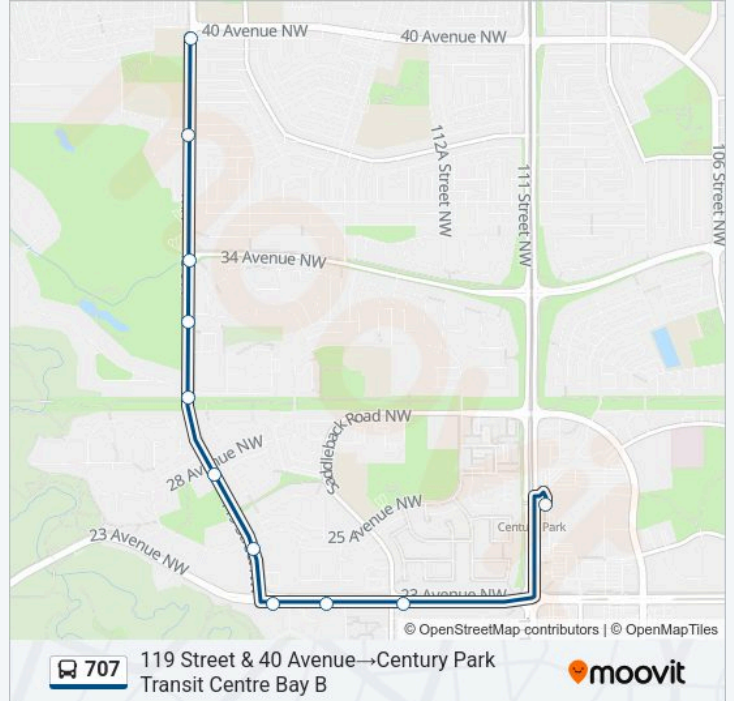 40 Avenue NW
40 Avenue NW
112A Street NW
111 Street NW
106 Street NW
34 Avenue NW
Saddleback Road NW
28 Avenue NW
25 Avenue NW
Century Park
23 Avenue NW
23 Avenue NW
© OpenStreetMap contributors | © OpenMapTiles
707
119 Street & 40 Avenue→Century Park
Transit Centre Bay B
moovit